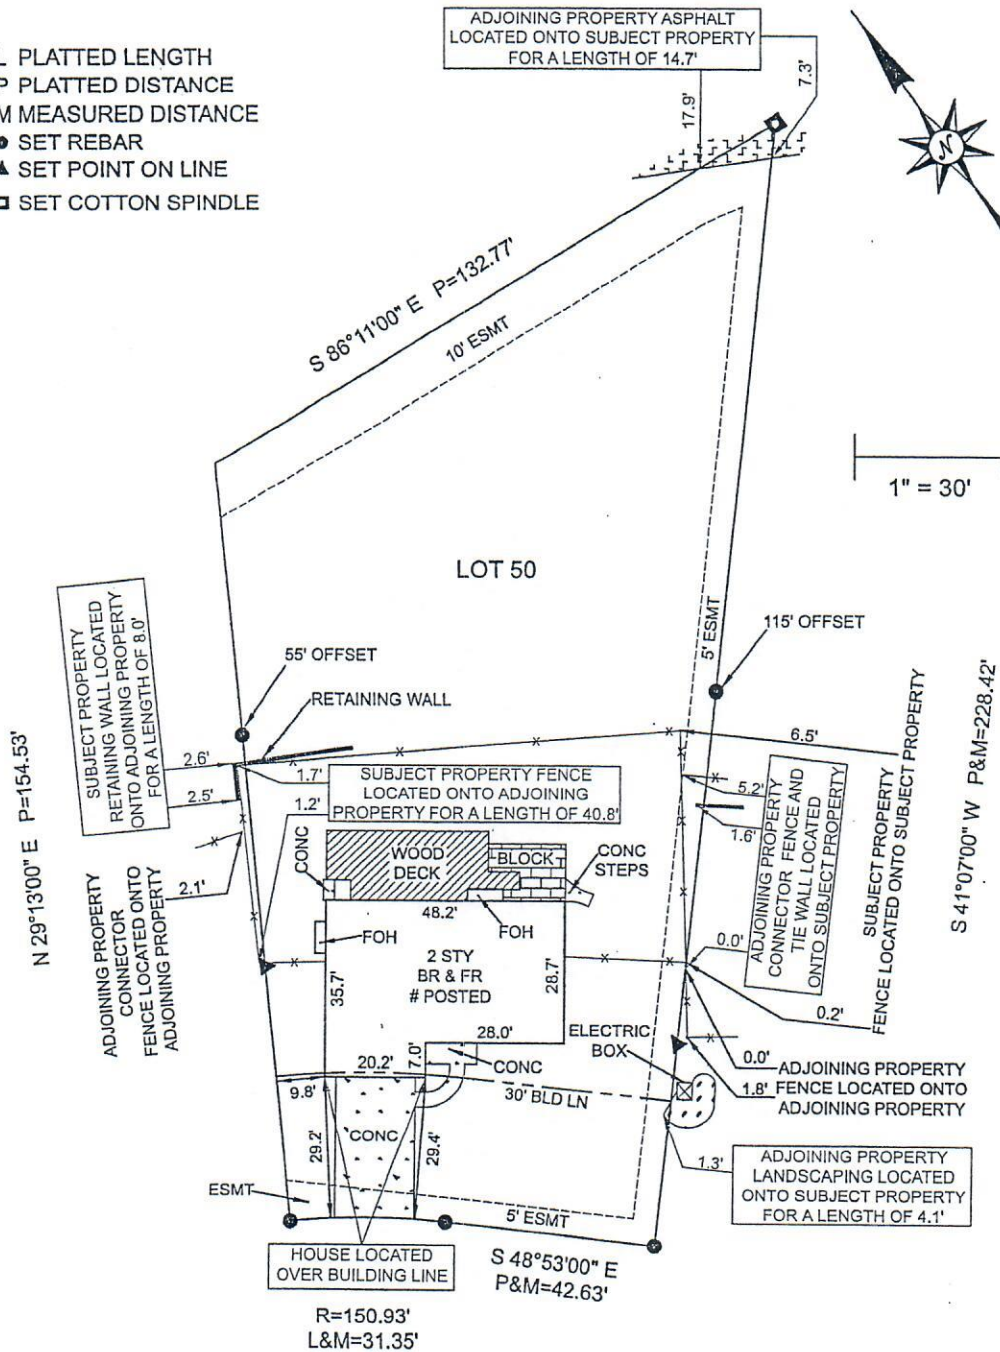 ADJOINING PROPERTY ASPHALT
LOCATED ONTO SUBJECT PROPERTY
FOR A LENGTH OF 14.7'
L PLATTED LENGTH
P PLATTED DISTANCE
M MEASURED DISTANCE
SET REBAR
SET POINT ON LINE
SET COTTON SPINDLE
17.9'
7.3'
N
S 86°11'00" E P=132.77'
10' ESMT
1" = 30'
LOT 50
5' ESMT
115' OFFSET
55' OFFSET
RETAINING WALL
SUBJECT PROPERTY
RETAINING WALL LOCATED
ONTO ADJOINING PROPERTY
FOR A LENGTH OF 8.0'
2.6'
2.5'
1.7'
1.2'
SUBJECT PROPERTY FENCE
LOCATED ONTO ADJOINING
PROPERTY FOR A LENGTH OF 40.8'
N 29°13'00" E P=154.53'
S 41°07'00" W P&M=228.42'
6.5'
SUBJECT PROPERTY
FENCE LOCATED ONTO SUBJECT PROPERTY
5.2'
1.6'
ADJOINING PROPERTY
CONNECTOR FENCE AND
TIE WALL LOCATED
ONTO SUBJECT PROPERTY
2.1'
ADJOINING PROPERTY
CONNECTOR
FENCE LOCATED ONTO
ADJOINING PROPERTY
CONC
WOOD
DECK
BLOCK
CONC
STEPS
48.2'
FOH
FOH
2 STY
BR & FR
# POSTED
35.7'
28.7'
0.0'
0.2'
28.0'
7.0'
CONC
20.2'
ELECTRIC
BOX
0.0'
1.8'
ADJOINING PROPERTY
FENCE LOCATED ONTO
ADJOINING PROPERTY
9.8'
30' BLD LN
29.2'
CONC
29.4'
1.3'
ADJOINING PROPERTY
LANDSCAPING LOCATED
ONTO SUBJECT PROPERTY
FOR A LENGTH OF 4.1'
ESMT
5' ESMT
HOUSE LOCATED
OVER BUILDING LINE
S 48°53'00" E
P&M=42.63'
R=150.93'
L&M=31.35'